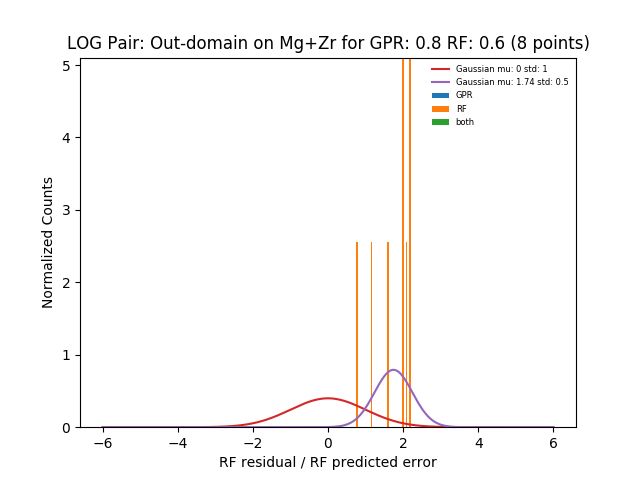 LOG Pair: Out-domain on Mg+Zr for GPR: 0.8 RF: 0.6 (8 points)
Gaussian mu: 0 std: 1
Gaussian mu: 1.74 std: 0.5
GPR
RF
both
Normalized Counts
5
4
3
2
1
0
−6 −4 −2 0 2 4 6
RF residual / RF predicted error